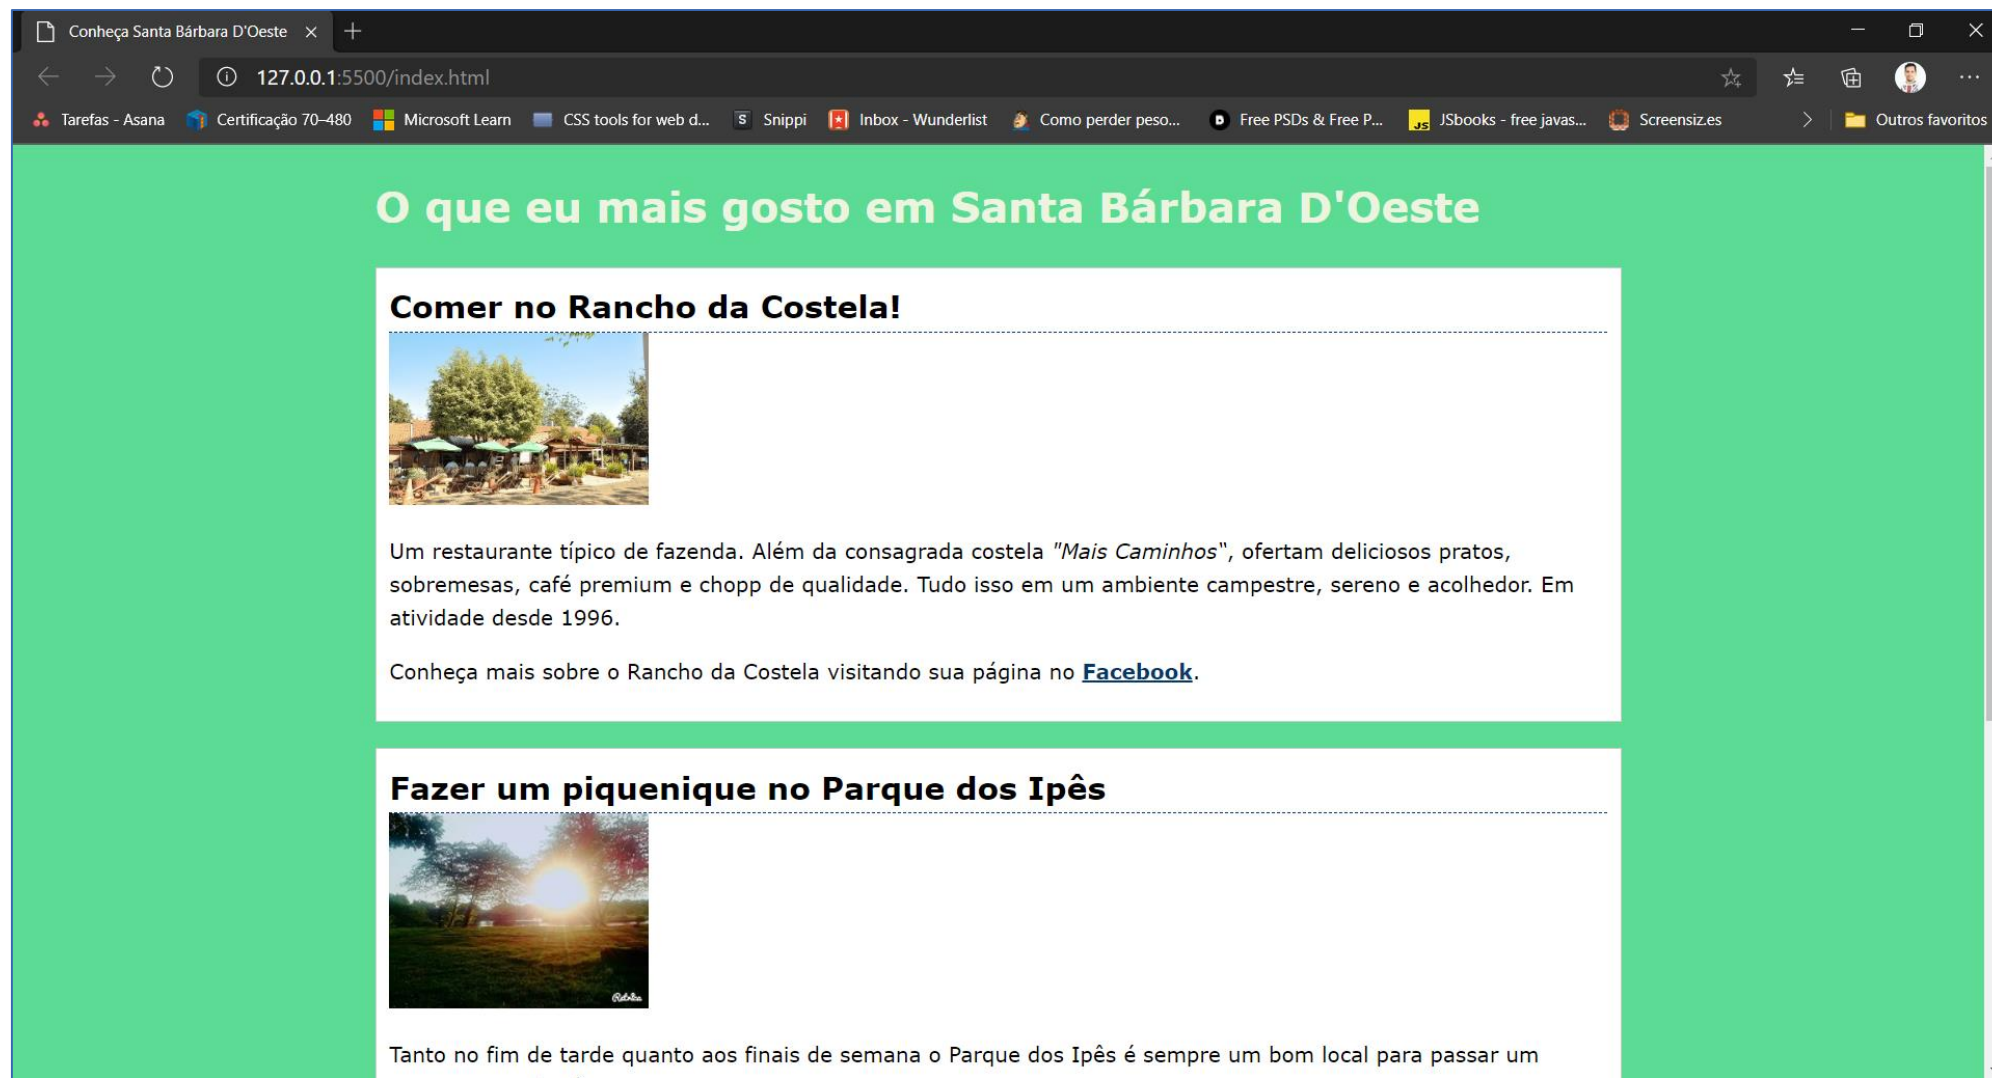 Conheça Santa Bárbara D'Oeste
127.0.0.1:5500/index.html
Tarefas - Asana Certificação 70–480 Microsoft Learn CSS tools for web d... S Snippi Inbox - Wunderlist Como perder peso... Free PSDs & Free P... JS JSbooks - free javas... Screensiz.es Outros favoritos
O que eu mais gosto em Santa Bárbara D'Oeste
Comer no Rancho da Costela!
Um restaurante típico de fazenda. Além da consagrada costela "Mais Caminhos", ofertam deliciosos pratos,
sobremesas, café premium e chopp de qualidade. Tudo isso em um ambiente campestre, sereno e acolhedor. Em
atividade desde 1996.
Conheça mais sobre o Rancho da Costela visitando sua página no Facebook.
Fazer um piquenique no Parque dos Ipês
Retrica
Tanto no fim de tarde quanto aos finais de semana o Parque dos Ipês é sempre um bom local para passar um